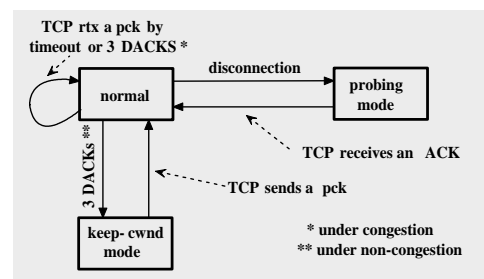 TCP rtx a pck by
timeout or 3 DACKS *
disconnection
normal
probing
mode
TCP receives an ACK
3 DACKs **
TCP sends a pck
keep-cwnd
mode
* under congestion
** under non-congestion